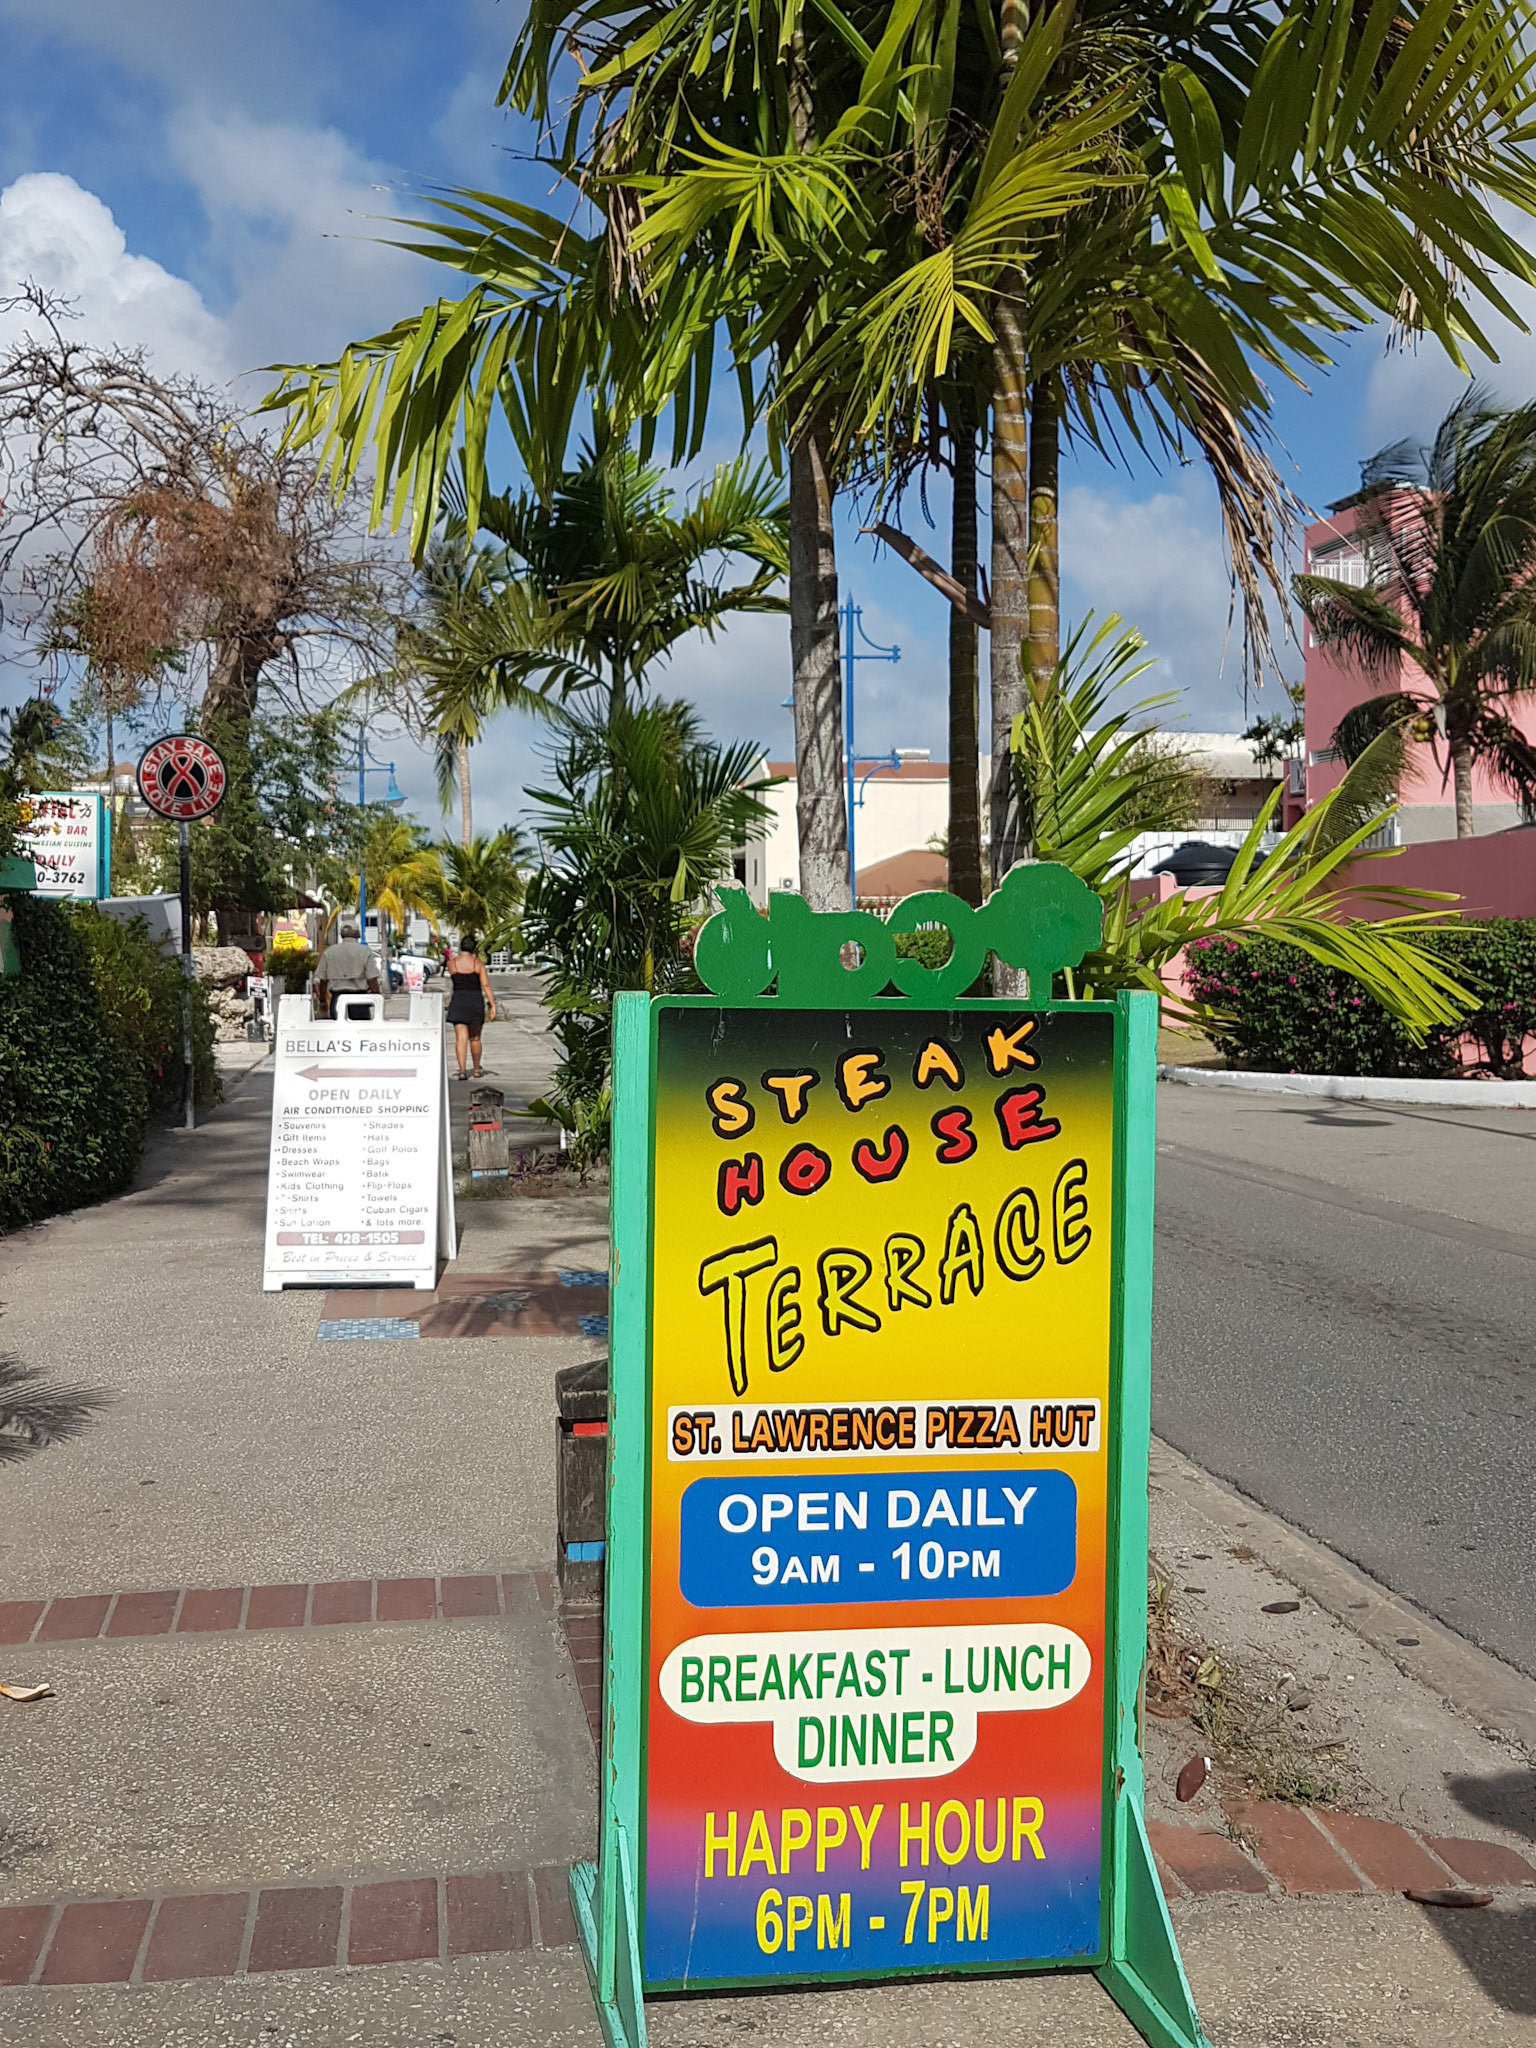 STAY SAFE
LOVE LIFE
BAR
CUISINE
DAILY
0-3762
BELLA'S Fashions
OPEN DAILY
AIR CONDITIONED SHOPPING
• Souvenirs
• Gift Items
• Dresses
• Beach Wraps
• Swimwear
• Kids Clothing
T-Shirts
• Shirts
• Sun Lotion
• Shades
• Hats
• Golf Polos
• Bags
• Batik
• Flip-Flops
• Towels
• Cuban Cigars
• & lots more.
TEL: 428-1505
Best in Prices & Service
STEAK
HOUSE
TERRACE
ST. LAWRENCE PIZZA HUT
OPEN DAILY
9AM - 10PM
BREAKFAST - LUNCH
DINNER
HAPPY HOUR
6PM - 7PM